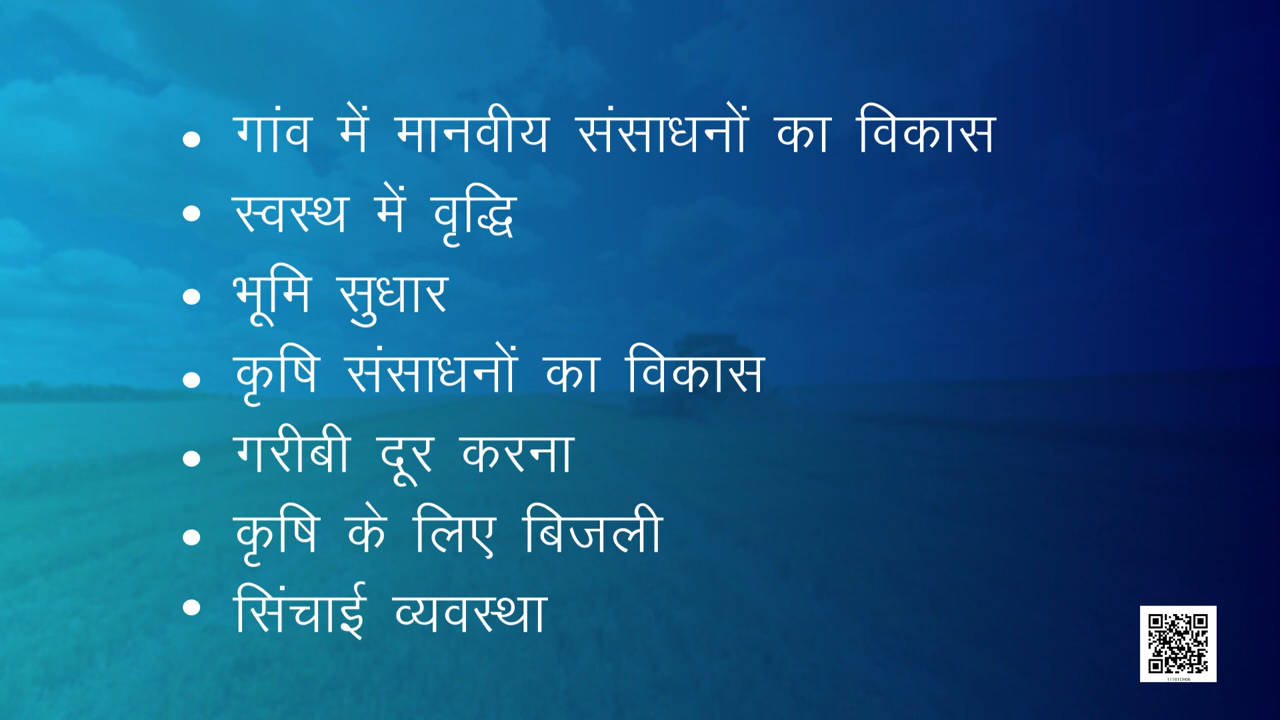 • गांव में मानवीय संसाधनों का विकास
• स्वस्थ में वृद्धि
• भूमि सुधार
• कृषि संसाधनों का विकास
• गरीबी दूर करना
• कृषि के लिए बिजली
• सिंचाई व्यवस्था